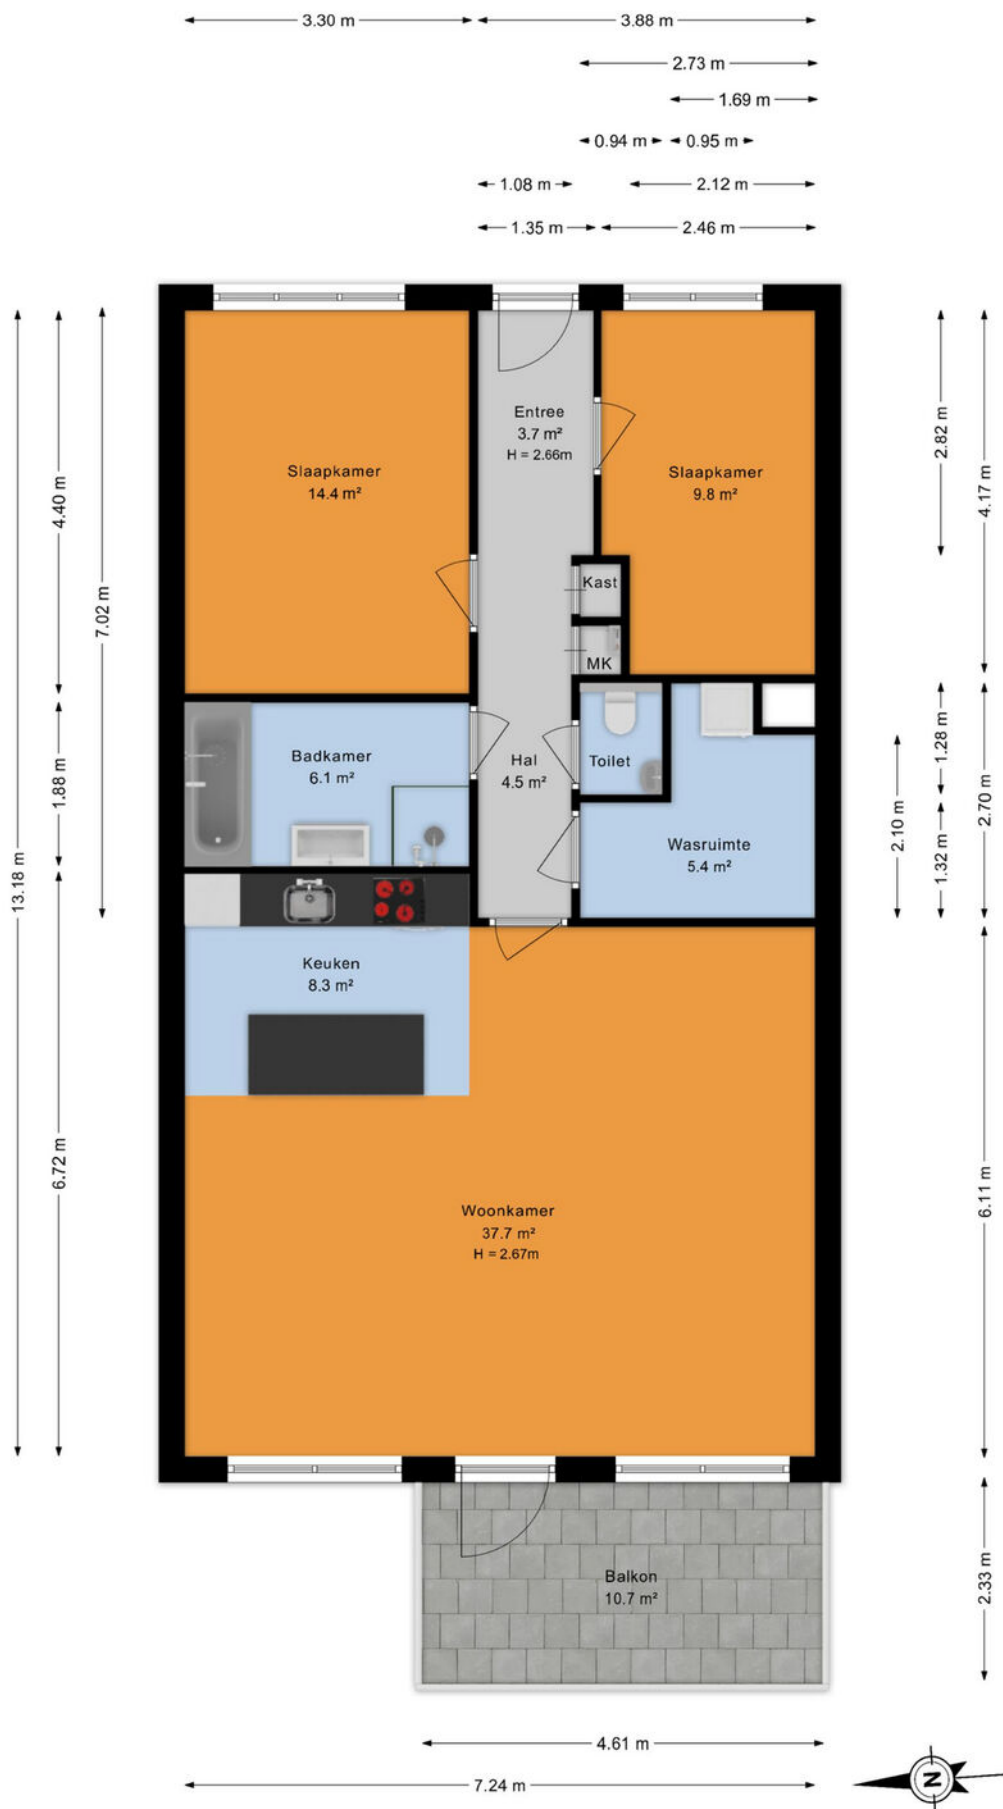 3.30 m
3.88 m
2.73 m
1.69 m
0.94 m
0.95 m
1.08 m
2.12 m
1.35 m
2.46 m
Entree
3.7 m²
H = 2.66m
Slaapkamer
14.4 m²
Slaapkamer
9.8 m²
2.82 m
4.17 m
4.40 m
7.02 m
Kast
MK
Badkamer
6.1 m²
Hal
4.5 m²
Toilet
Wasruimte
5.4 m²
1.28 m
2.70 m
2.10 m
1.32 m
1.88 m
13.18 m
Keuken
8.3 m²
6.72 m
Woonkamer
37.7 m²
H = 2.67m
6.11 m
Balkon
10.7 m²
2.33 m
4.61 m
7.24 m
N